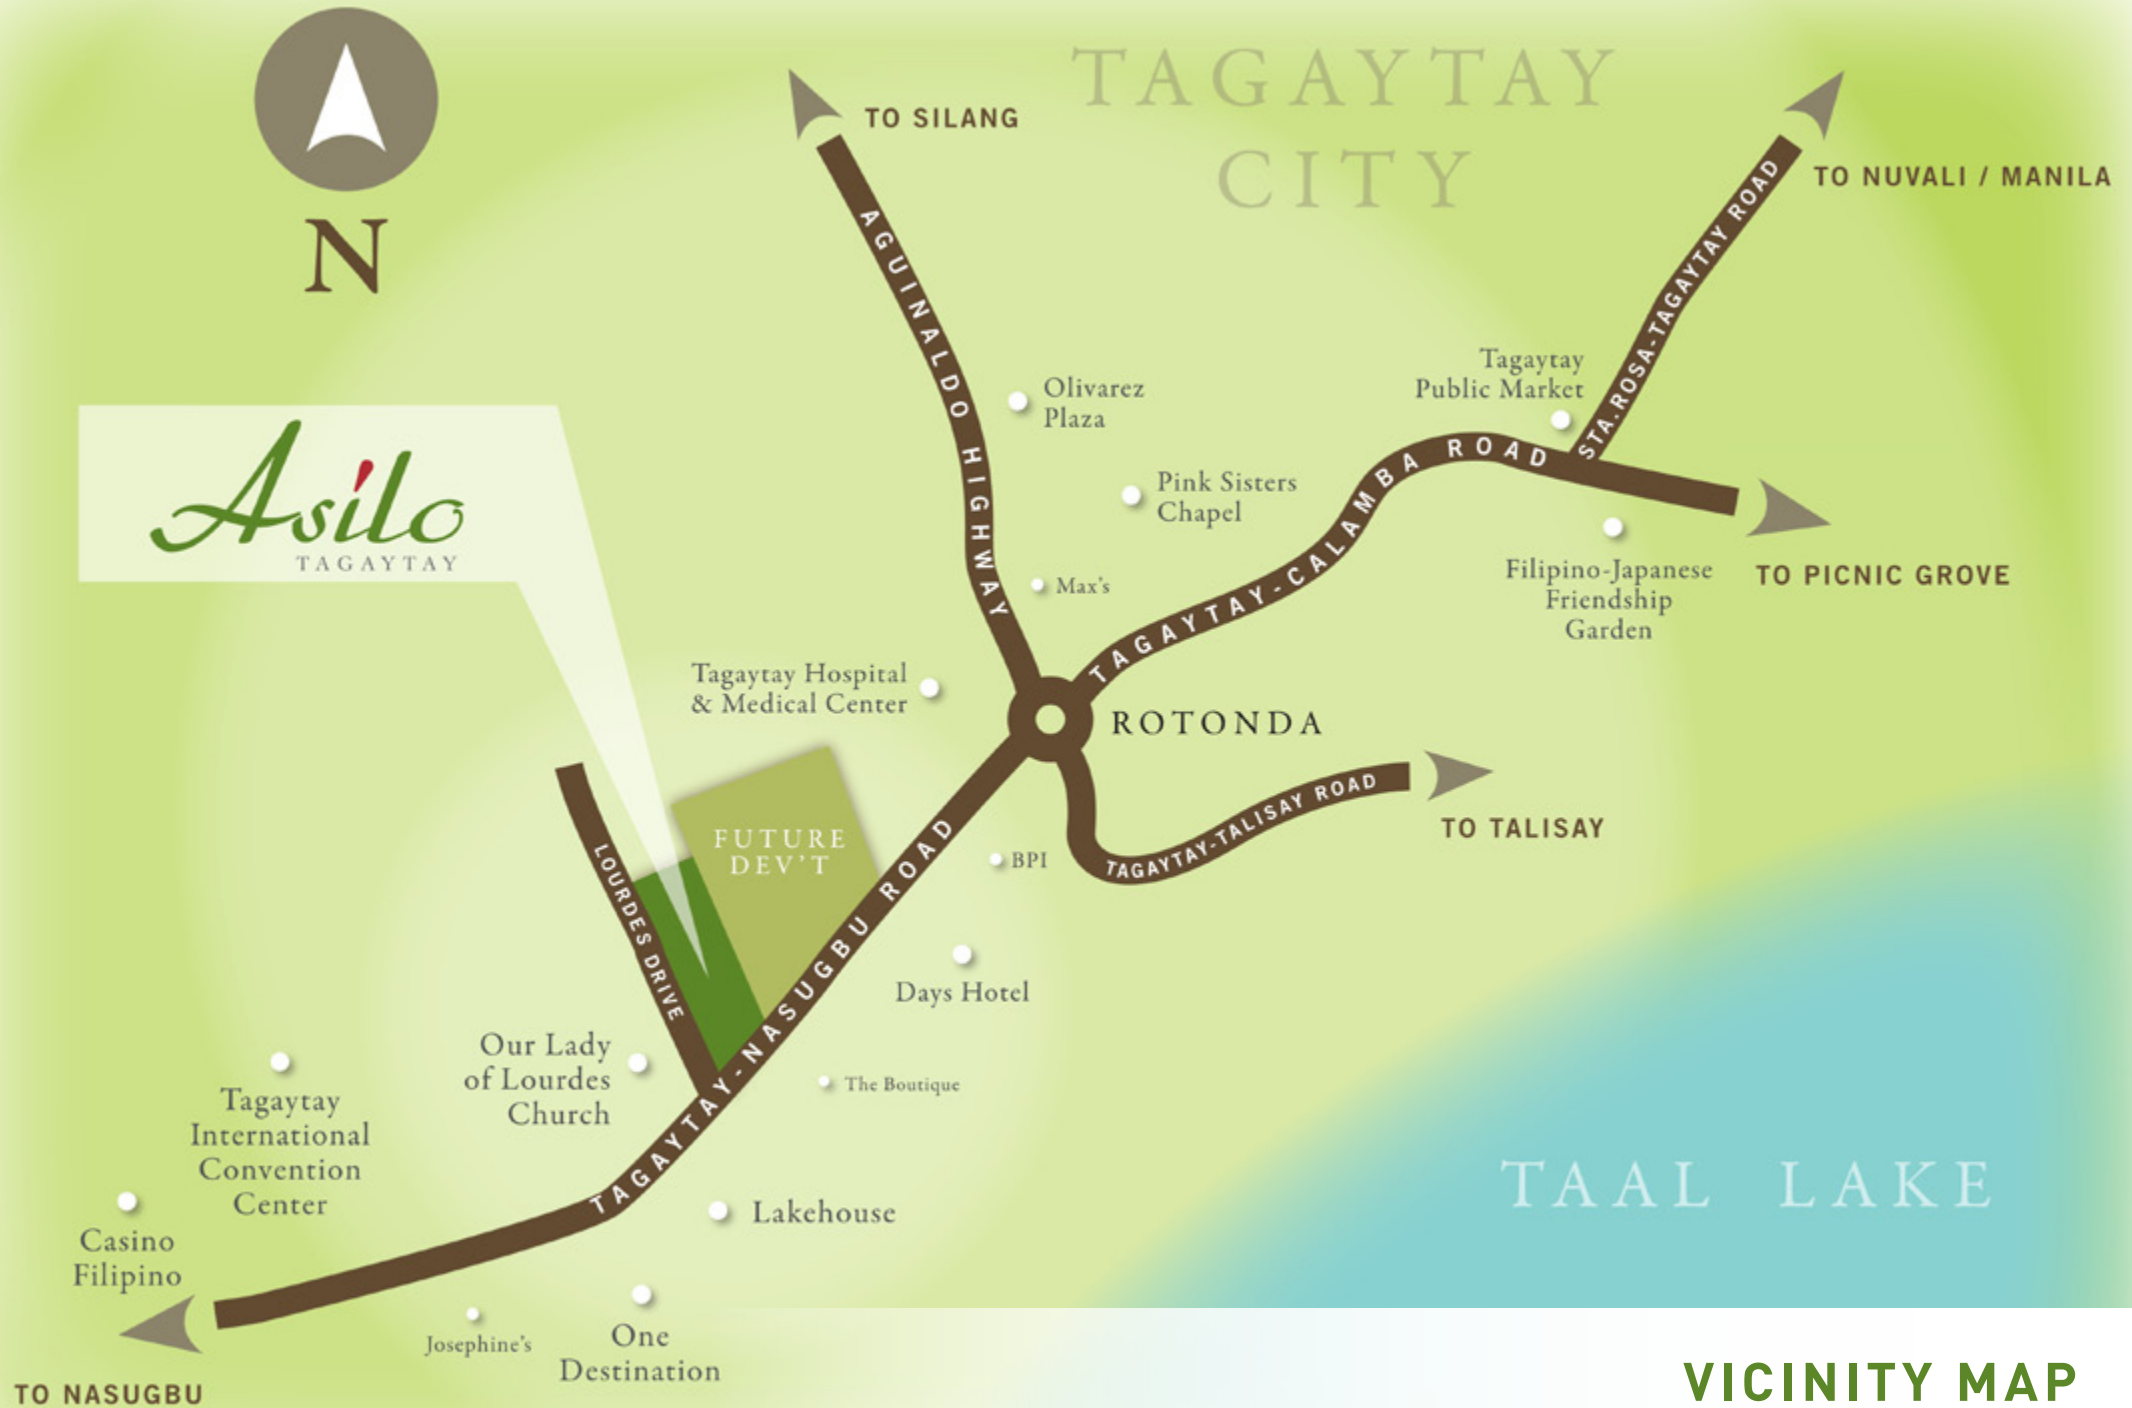 N
TO SILANG
TAGAYTAY
CITY
TO NUVALI / MANILA
AGUINALDO HIGHWAY
STA.ROSA-TAGAYTAY ROAD
Olivarez
Plaza
Tagaytay
Public Market
Asilo
TAGAYTAY
Pink Sisters
Chapel
TAGAYTAY-CALAMBA ROAD
Max's
Filipino-Japanese
Friendship
Garden
TO PICNIC GROVE
Tagaytay Hospital
& Medical Center
ROTONDA
FUTURE
DEV'T
LOURDES DRIVE
TAGAYTAY-NASUGBU ROAD
BPI
TAGAYTAY-TALISAY ROAD
TO TALISAY
Days Hotel
Our Lady
of Lourdes
Church
The Boutique
Tagaytay
International
Convention
Center
Casino
Filipino
Lakehouse
TAAL LAKE
Josephine's
One
Destination
TO NASUGBU
VICINITY MAP